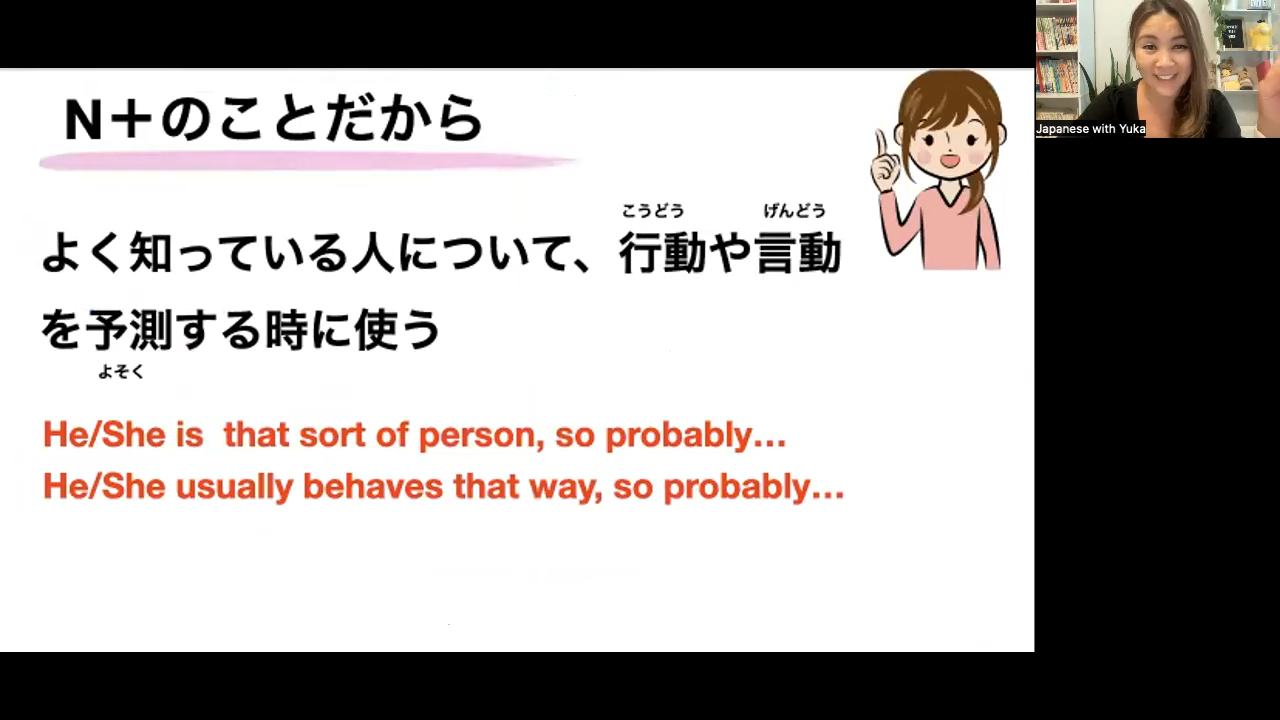 N＋のことだから
こうどう げんどう
よく知っている人について、行動や言動
を予測する時に使う
よそく
He/She is that sort of person, so probably…
He/She usually behaves that way, so probably…
Japanese with Yuka